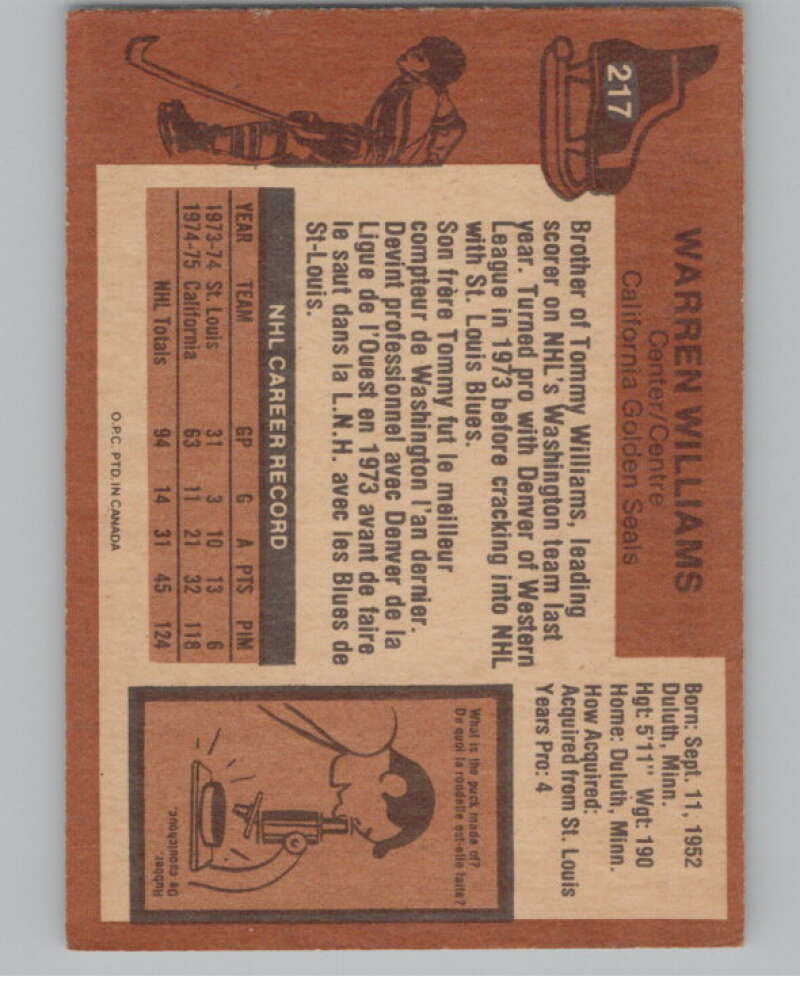 217
WARREN WILLIAMS
Center/Centre
California Golden Seals
Born: Sept. 11, 1952
Duluth, Minn.
Hgt: 5'11" Wgt: 190
Home: Duluth, Minn.
How Acquired:
Acquired from St. Louis
Years Pro: 4
Brother of Tommy Williams, leading
scorer on NHL's Washington team last
year. Turned pro with Denver of Western
League in 1973 before cracking into NHL
with St. Louis Blues.
Son frère Tommy fut le meilleur
compteur de Washington l'an dernier.
Devint professionnel avec Denver de la
Ligue de l'Ouest en 1973 avant de faire
le saut dans la L.N.H. avec les Blues de
St-Louis.
NHL CAREER RECORD
YEAR TEAM GP G A PTS PIM
1973-74 St. Louis 31 3 10 13 6
1974-75 California 63 11 21 32 118
NHL Totals 94 14 31 45 124
What is the puck made of?
De quoi la rondelle est-elle faite?
Rubber.
De caoutchouc.
O.P.C. PTD. IN CANADA